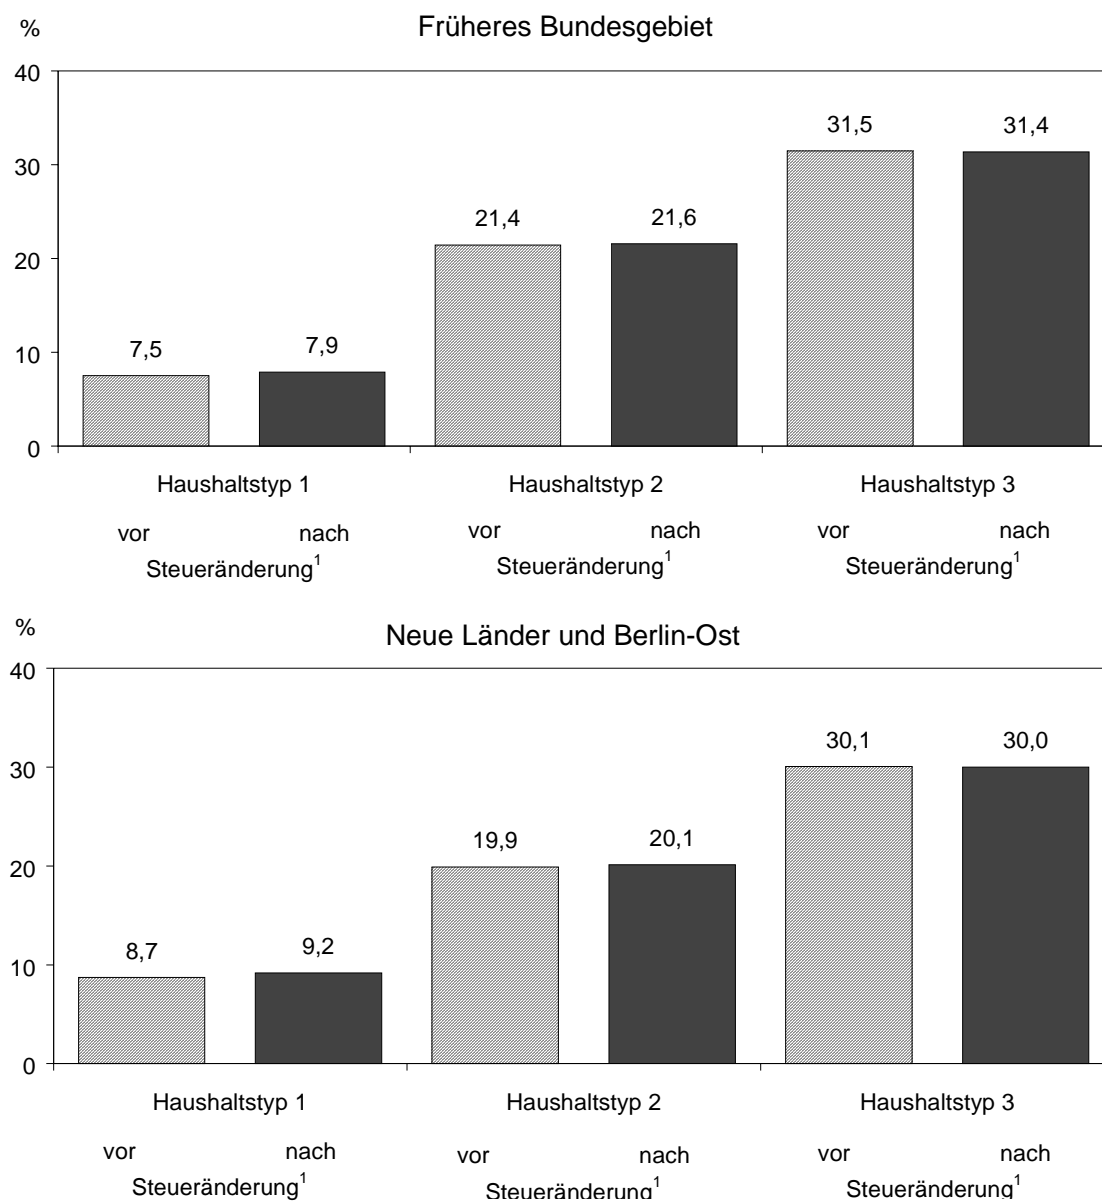 Früheres Bundesgebiet
%
40
31,5 31,4
30
21,4 21,6
20
10
7,5 7,9
0
Haushaltstyp 1 Haushaltstyp 2 Haushaltstyp 3
vor nach vor nach vor nach
Steueränderung¹ Steueränderung¹ Steueränderung¹
%
Neue Länder und Berlin-Ost
40
30,1 30,0
30
19,9 20,1
20
8,7 9,2
10
0
Haushaltstyp 1 Haushaltstyp 2 Haushaltstyp 3
vor nach vor nach vor nach
Steueränderung¹ Steueränderung¹ Steueränderung¹